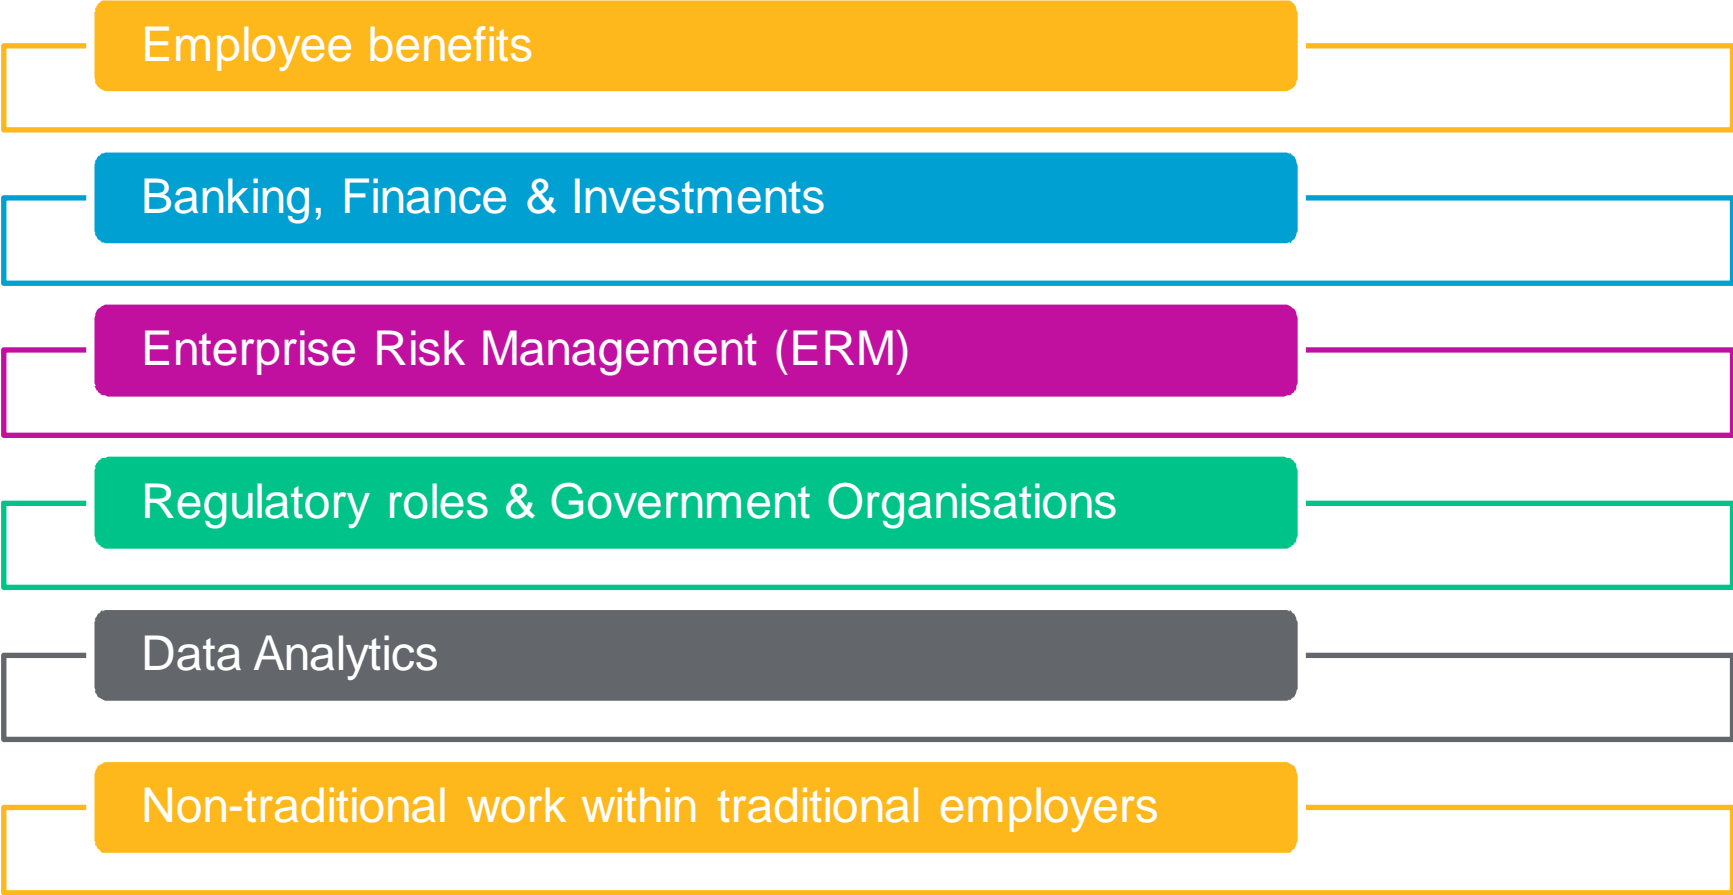 Employee benefits
Banking, Finance & Investments
Enterprise Risk Management (ERM)
Regulatory roles & Government Organisations
Data Analytics
Non-traditional work within traditional employers